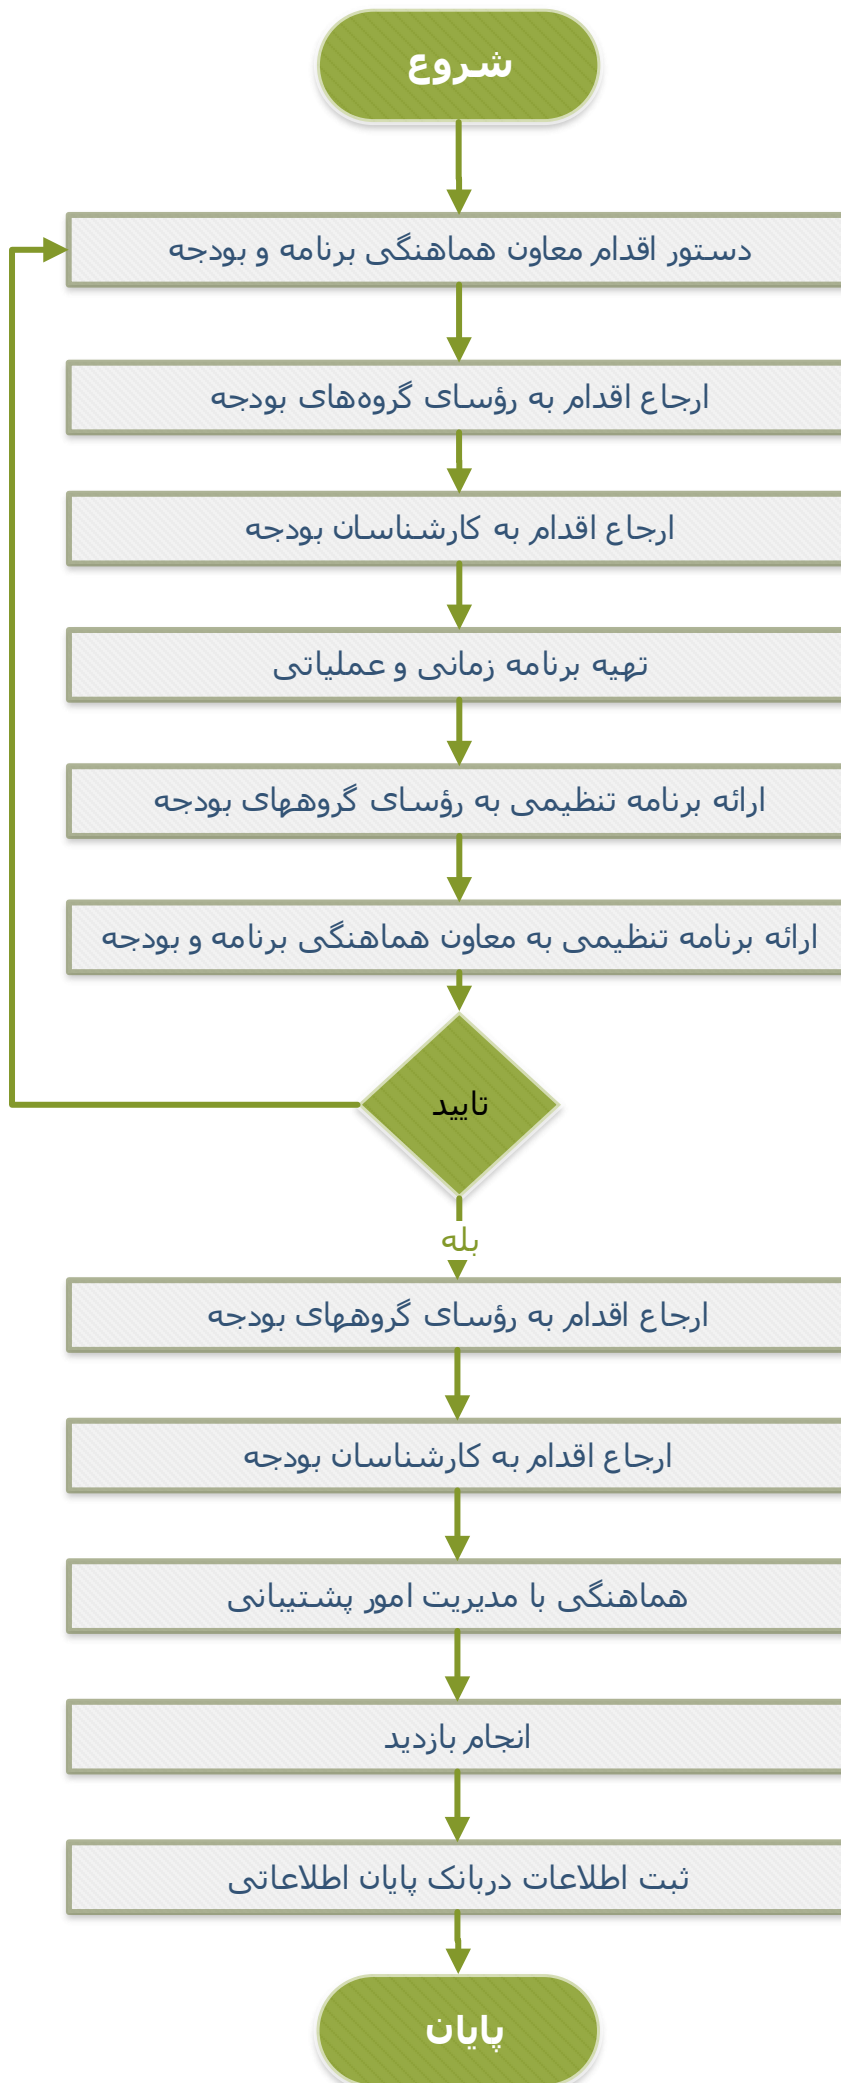 شروع
دستور اقدام معاون هماهنگی برنامه و بودجه
ارجاع اقدام به رؤسای گروه‌های بودجه
ارجاع اقدام به کارشناسان بودجه
تهیه برنامه زمانی و عملیاتی
ارائه برنامه تنظیمی به رؤسای گروههای بودجه
ارائه برنامه تنظیمی به معاون هماهنگی برنامه و بودجه
تایید
بله
ارجاع اقدام به رؤسای گروههای بودجه
ارجاع اقدام به کارشناسان بودجه
هماهنگی با مدیریت امور پشتیبانی
انجام بازدید
ثبت اطلاعات دربانک پایان اطلاعاتی
پایان